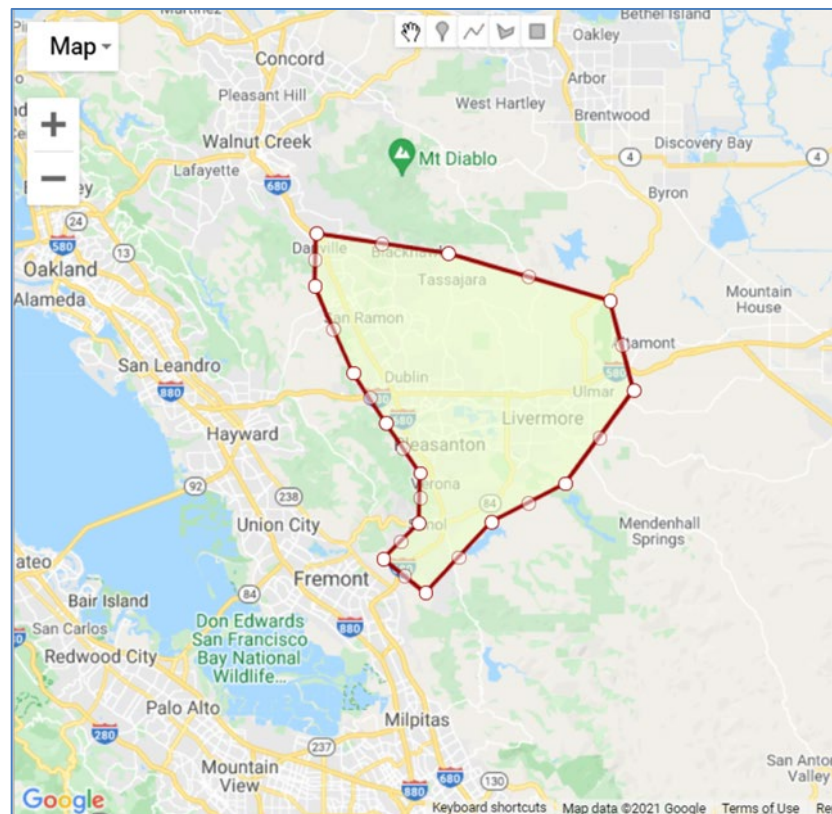 Bethel Island
Map
Oakley
Concord
Arbor
Pleasant Hill
West Hartley
Brentwood
Walnut Creek
Discovery Bay
4
4
Mt Diablo
Lafayette
680
Byron
24
580
13
Danville
Blackhawk
Oakland
Tassajara
Alameda
Mountain
House
San Ramon
Altamont
San Leandro
580
Dublin
880
Ulmar
580
Livermore
Hayward
Pleasanton
92
Verona
238
84
Union City
Sunol
Mendenhall
Springs
Fremont
84
Bair Island
880
San Carlos
Don Edwards
San Francisco
Bay National
Wildlife...
Redwood City
Palo Alto
Milpitas
280
237
Mountain
View
680
130
San Anton
Valley
880
Google
Keyboard shortcuts
Map data ©2021 Google
Terms of Use
Re